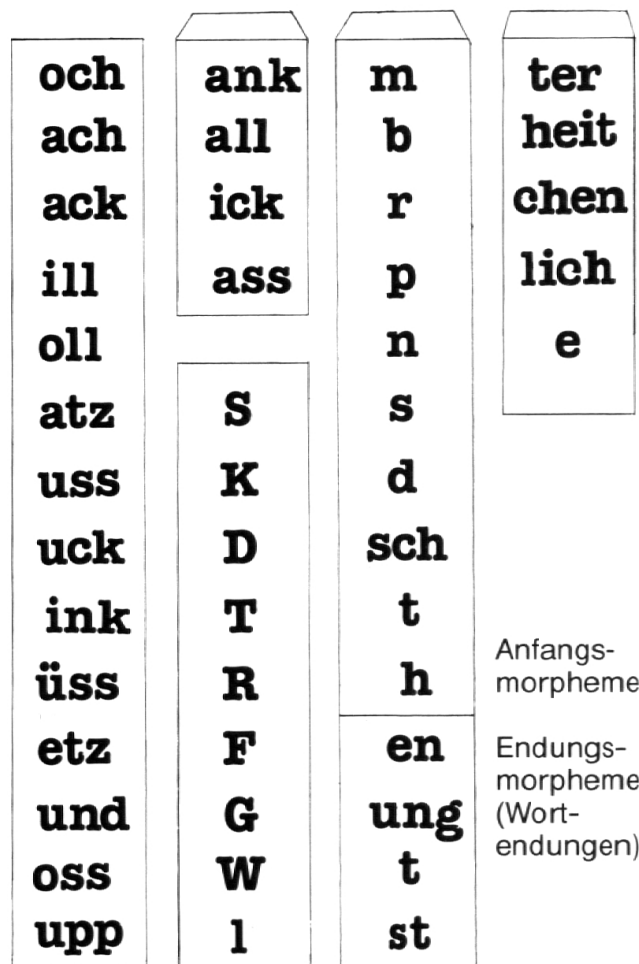 och
ach
ack
ill
oll
atz
uss
uck
ink
üss
etz
und
oss
upp
ank
all
ick
ass
S
K
D
T
R
F
G
W
l
m
b
r
p
n
s
d
sch
t
h
en
ung
t
st
ter
heit
chen
lich
e
Anfangs-
morpheme
Endungs-
morpheme
(Wort-
endungen)